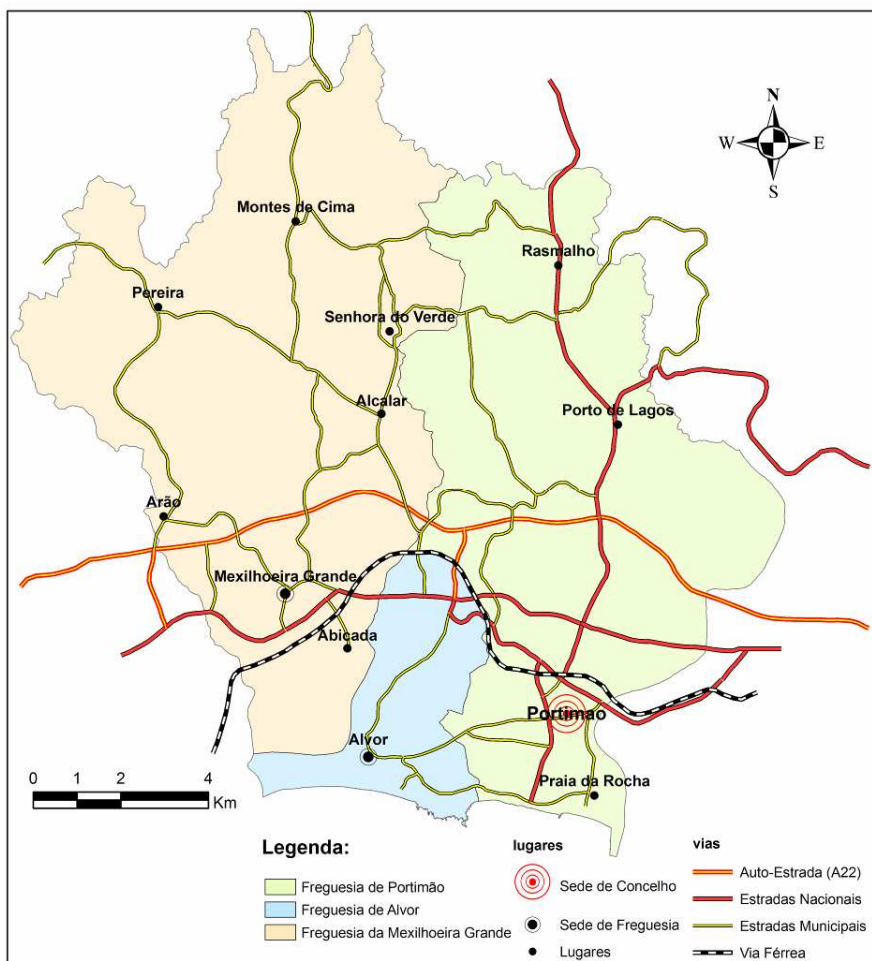 N
W E
S
Montes de Cima
Rasmalho
Pereira
Senhora do Verde
Alcalar
Porto de Lagos
Arão
Mexilhoeira Grande
Abicada
Portimao
Alvor
Praia da Rocha
0 1 2 4
Km
Legenda:
Freguesia de Portimão
Freguesia de Alvor
Freguesia da Mexilhoeira Grande
lugares
Sede de Concelho
Sede de Freguesia
Lugares
vias
Auto-Estrada (A22)
Estradas Nacionais
Estradas Municipais
Via Férrea